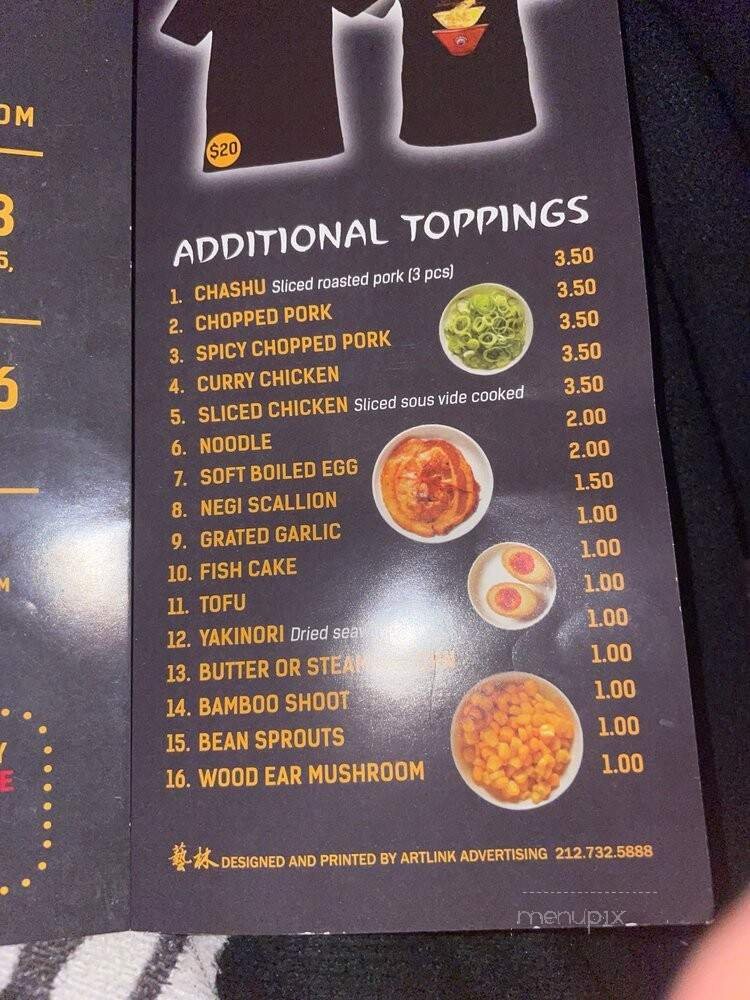 OM
$20
ADDITIONAL TOPPINGS
1. CHASHU Sliced roasted pork (3 pcs) 3.50
2. CHOPPED PORK 3.50
3. SPICY CHOPPED PORK 3.50
4. CURRY CHICKEN 3.50
5. SLICED CHICKEN Sliced sous vide cooked 3.50
6. NOODLE 2.00
7. SOFT BOILED EGG 2.00
8. NEGI SCALLION 1.50
9. GRATED GARLIC 1.00
10. FISH CAKE 1.00
11. TOFU 1.00
12. YAKINORI Dried 1.00
13. BUTTER OR 1.00
14. BAMBOO SHOOT 1.00
15. BEAN SPROUTS 1.00
16. WOOD EAR MUSHROOM 1.00
藝林 DESIGNED AND PRINTED BY ARTLINK ADVERTISING 212.732.5888
menupix